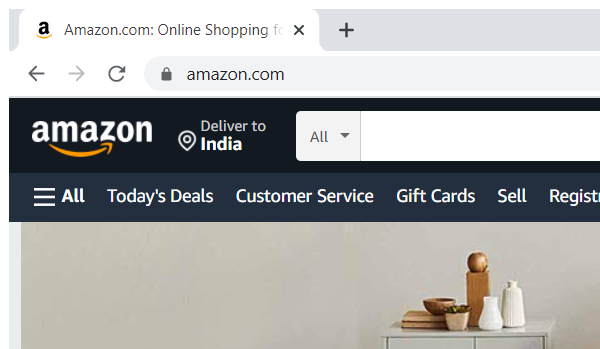 Amazon.com: Online Shopping
amazon.com
amazon
Deliver to
India
All
All Today's Deals Customer Service Gift Cards Sell